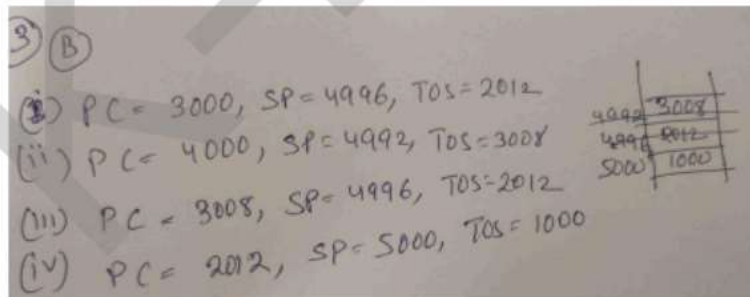 3 B
(i) PC = 3000, SP = 4996, TOS = 2012
(ii) PC = 4000, SP = 4992, TOS = 3008
(iii) PC = 3008, SP = 4996, TOS = 2012
(iv) PC = 2012, SP = 5000, TOS = 1000
4992 3008
4996 2012
5000 1000